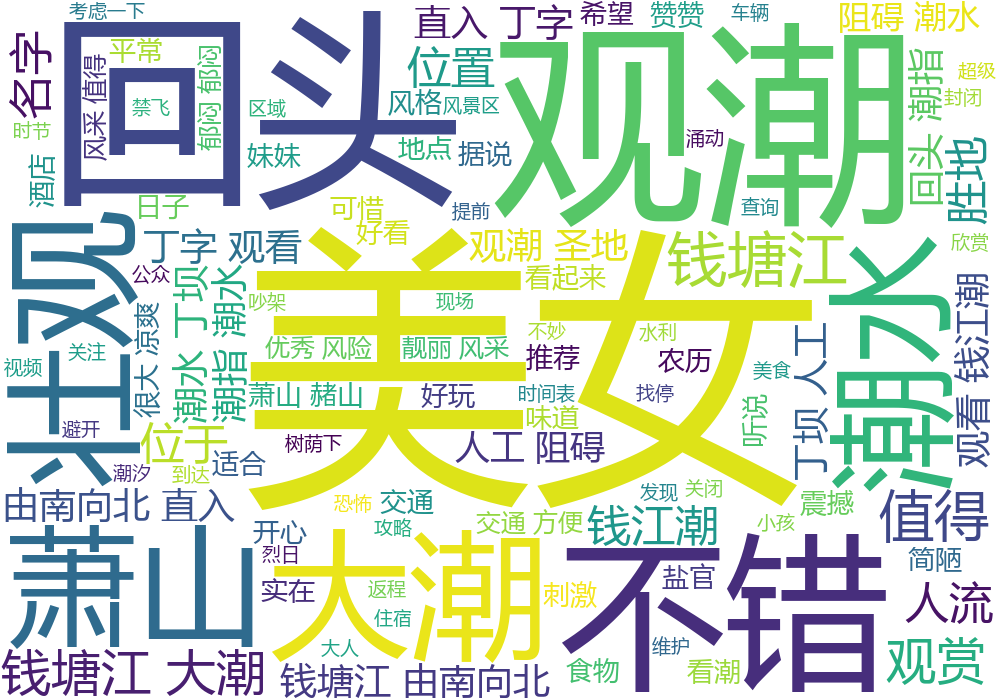 考虑一下
直入 丁字
希望
赞赞
车辆
阻碍 潮水
回头
观潮
名字
平常
位置
潮指
超级
风采 值得
禁飞
郁闷 郁闷
区域
风格
风景区
封闭
时节
涌动
妹妹
地点
据说
回头
胜地
酒店
日子
可惜
提前
查询
壮观
丁字 观看
好看
观潮 圣地
钱塘江
欣赏
美女
潮水
公众
丁坝
潮水
看起来
吵架
现场
观看 钱江潮
很大 凉爽
不妙
水利
丁坝 人工
视频
关注
优秀 风险
靓丽 风采
推荐
农历
潮水 丁坝
潮指 潮水
美食
萧山 赭山
好玩
时间表
找停
听说
避开
位于
树荫下
人工 阻碍
味道
潮汐
到达
适合
由南向北 直入
恐怖
交通
发现
关闭
震撼
值得
萧山
开心
大潮
攻略
交通 方便
钱江潮
小孩
不错
烈日
简陋
实在
返程
刺激
盐官
人流
住宿
钱塘江 大潮
大人
维护
观赏
钱塘江 由南向北
食物
看潮